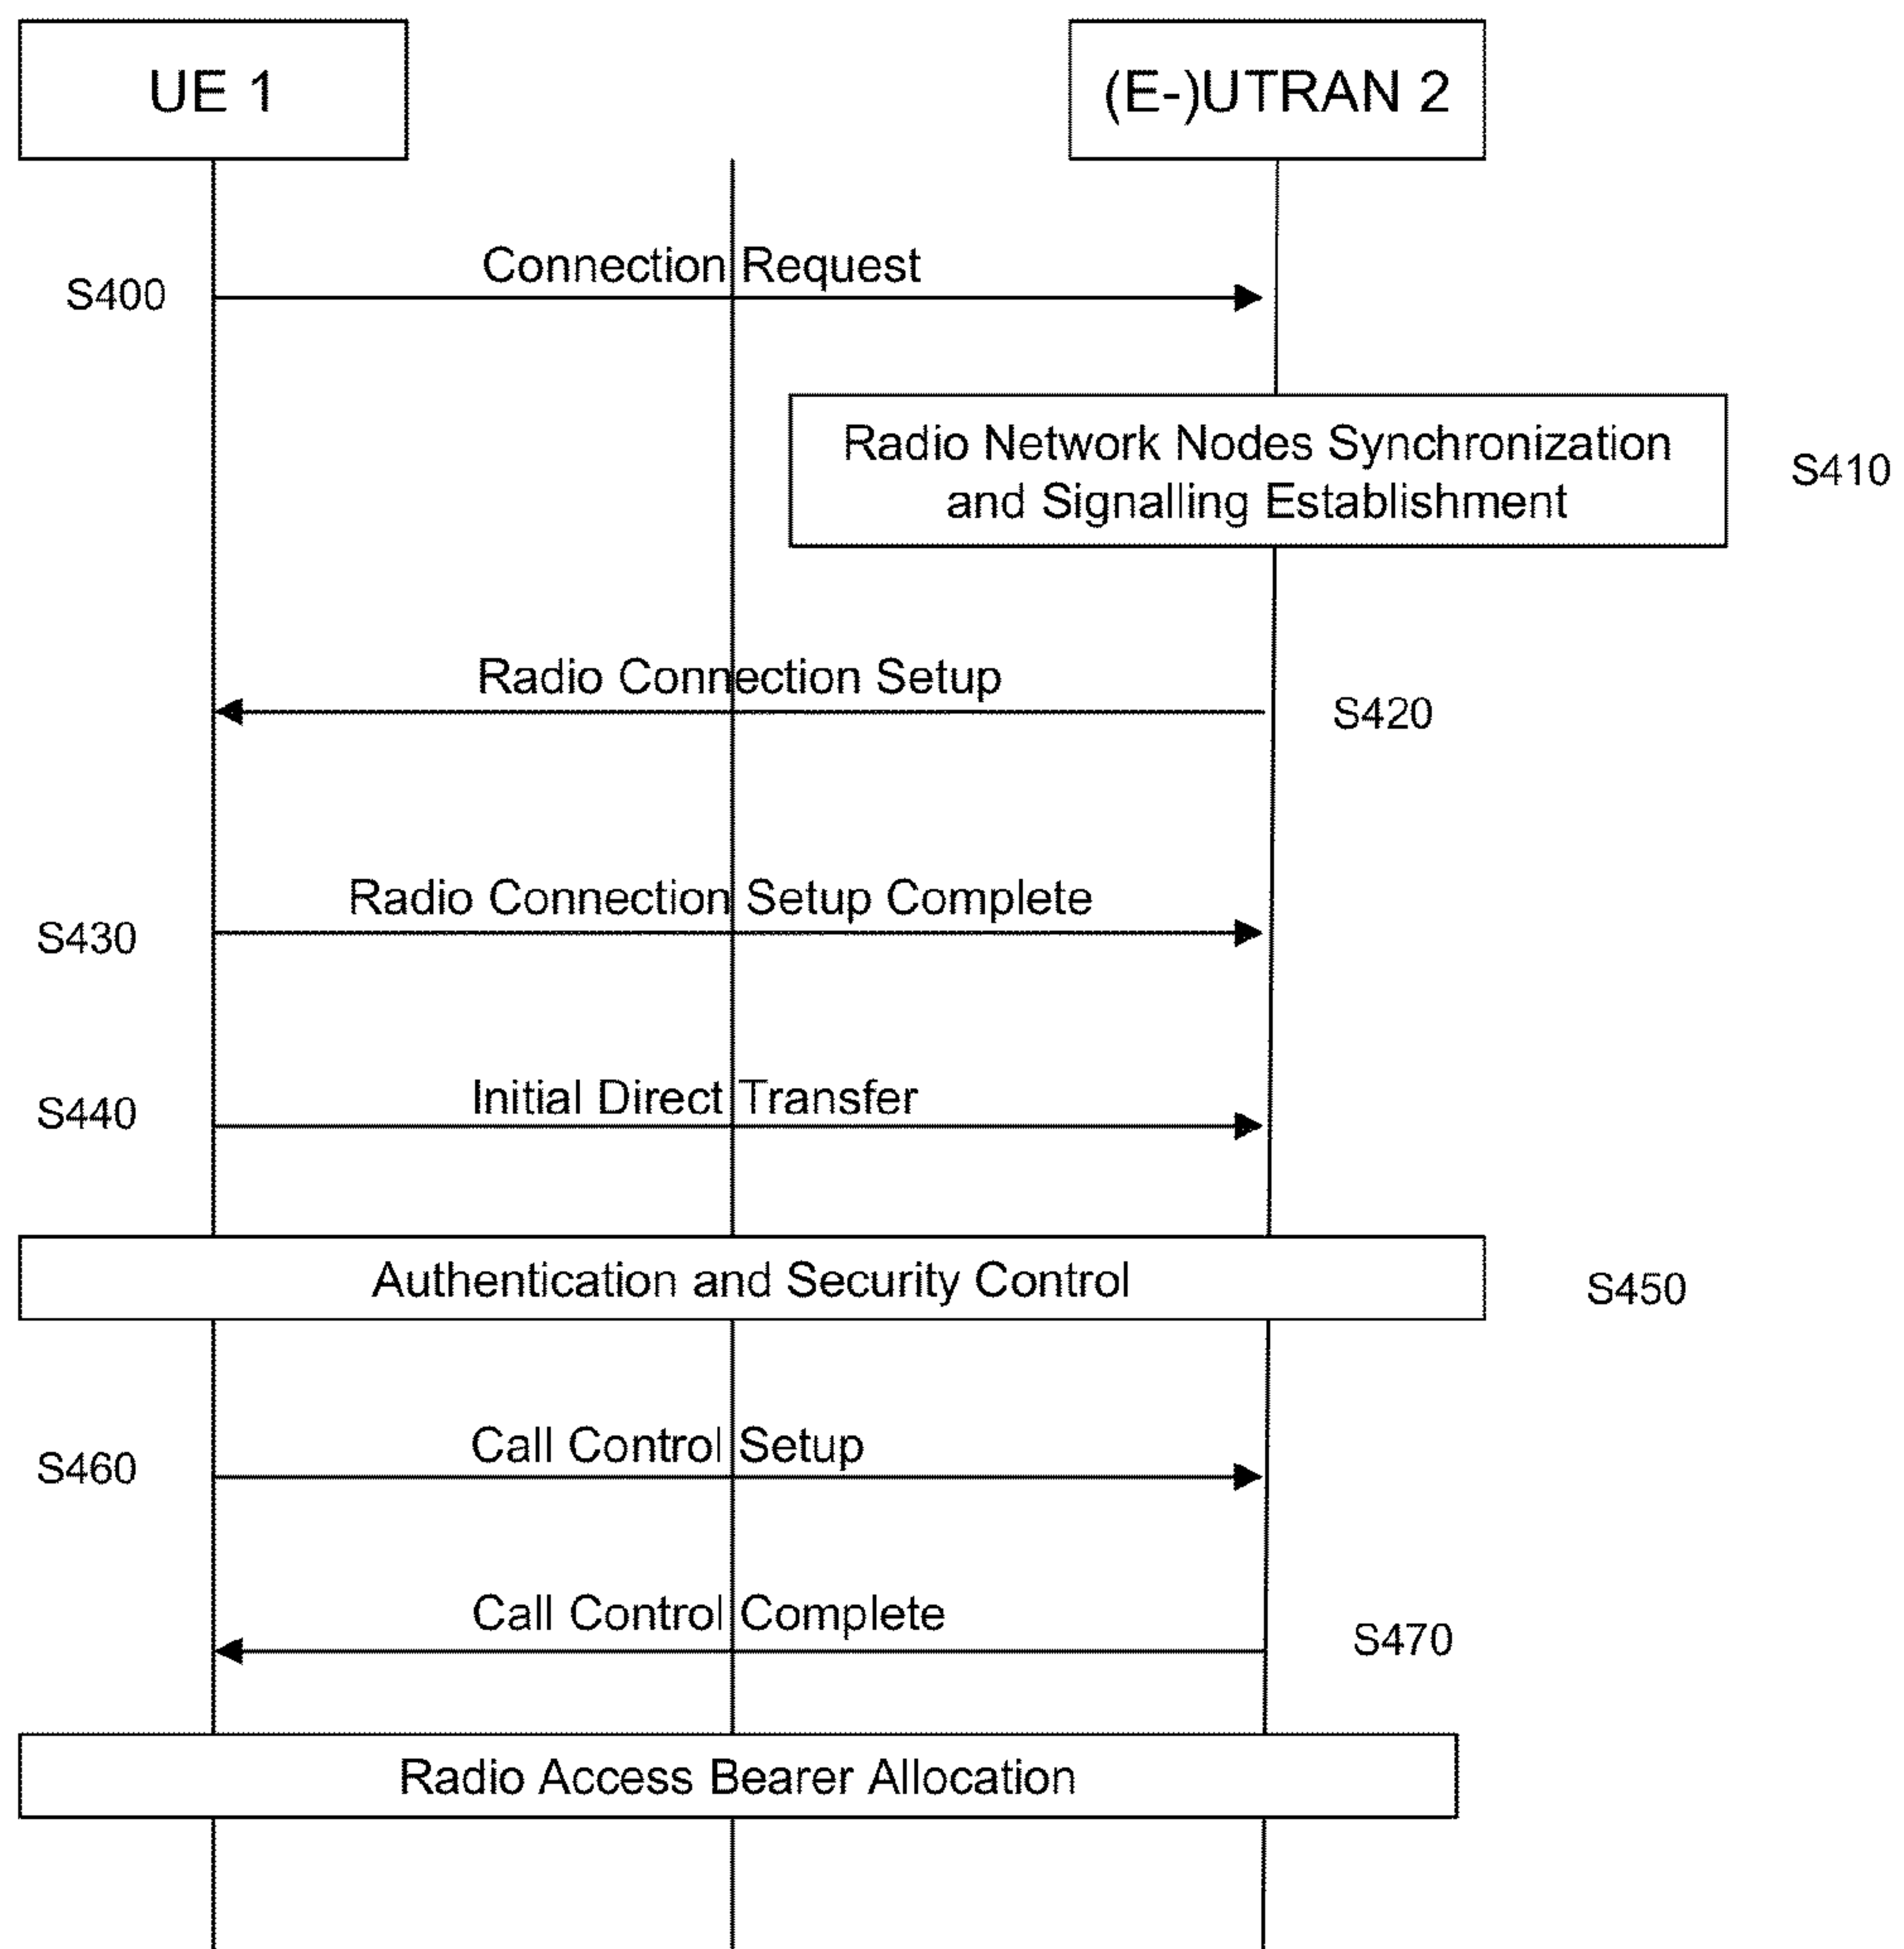 UE 1
(E-)UTRAN 2
Connection Request
S400
Radio Network Nodes Synchronization
and Signalling Establishment
S410
Radio Connection Setup
S420
Radio Connection Setup Complete
S430
Initial Direct Transfer
S440
Authentication and Security Control
S450
Call Control Setup
S460
Call Control Complete
S470
Radio Access Bearer Allocation